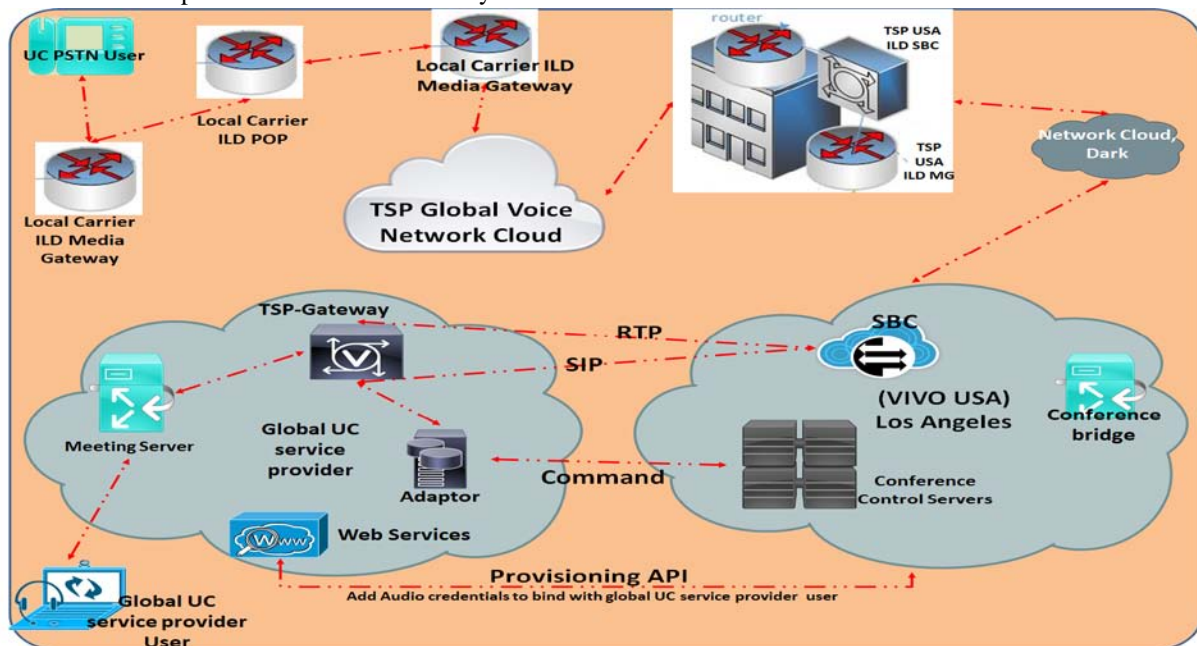 router
UC PSTN User
TSP USA
ILD SBC
Local Carrier ILD
Media Gateway
Local Carrier
ILD POP
Network Cloud,
Dark
TSP
USA
ILD MG
Local Carrier
ILD Media
Gateway
TSP Global Voice
Network Cloud
TSP-Gateway
RTP
SBC
SIP
(VIVO USA)
Los Angeles
Meeting Server
Global UC
service
provider
Conference
bridge
Adaptor
Command
Conference
Control Servers
www
Web Services
Provisioning API
Add Audio credentials to bind with global UC service provider user
Global UC
service provider
User